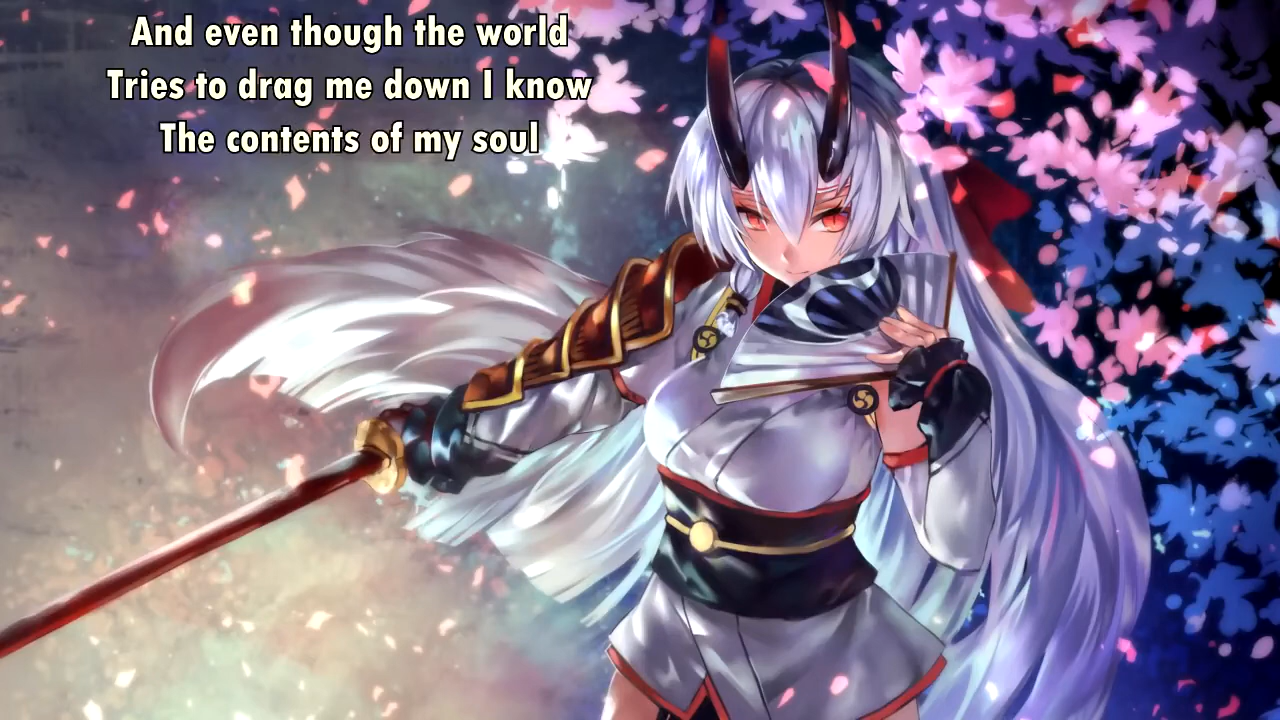 And even though the world
Tries to drag me down I know
The contents of my soul